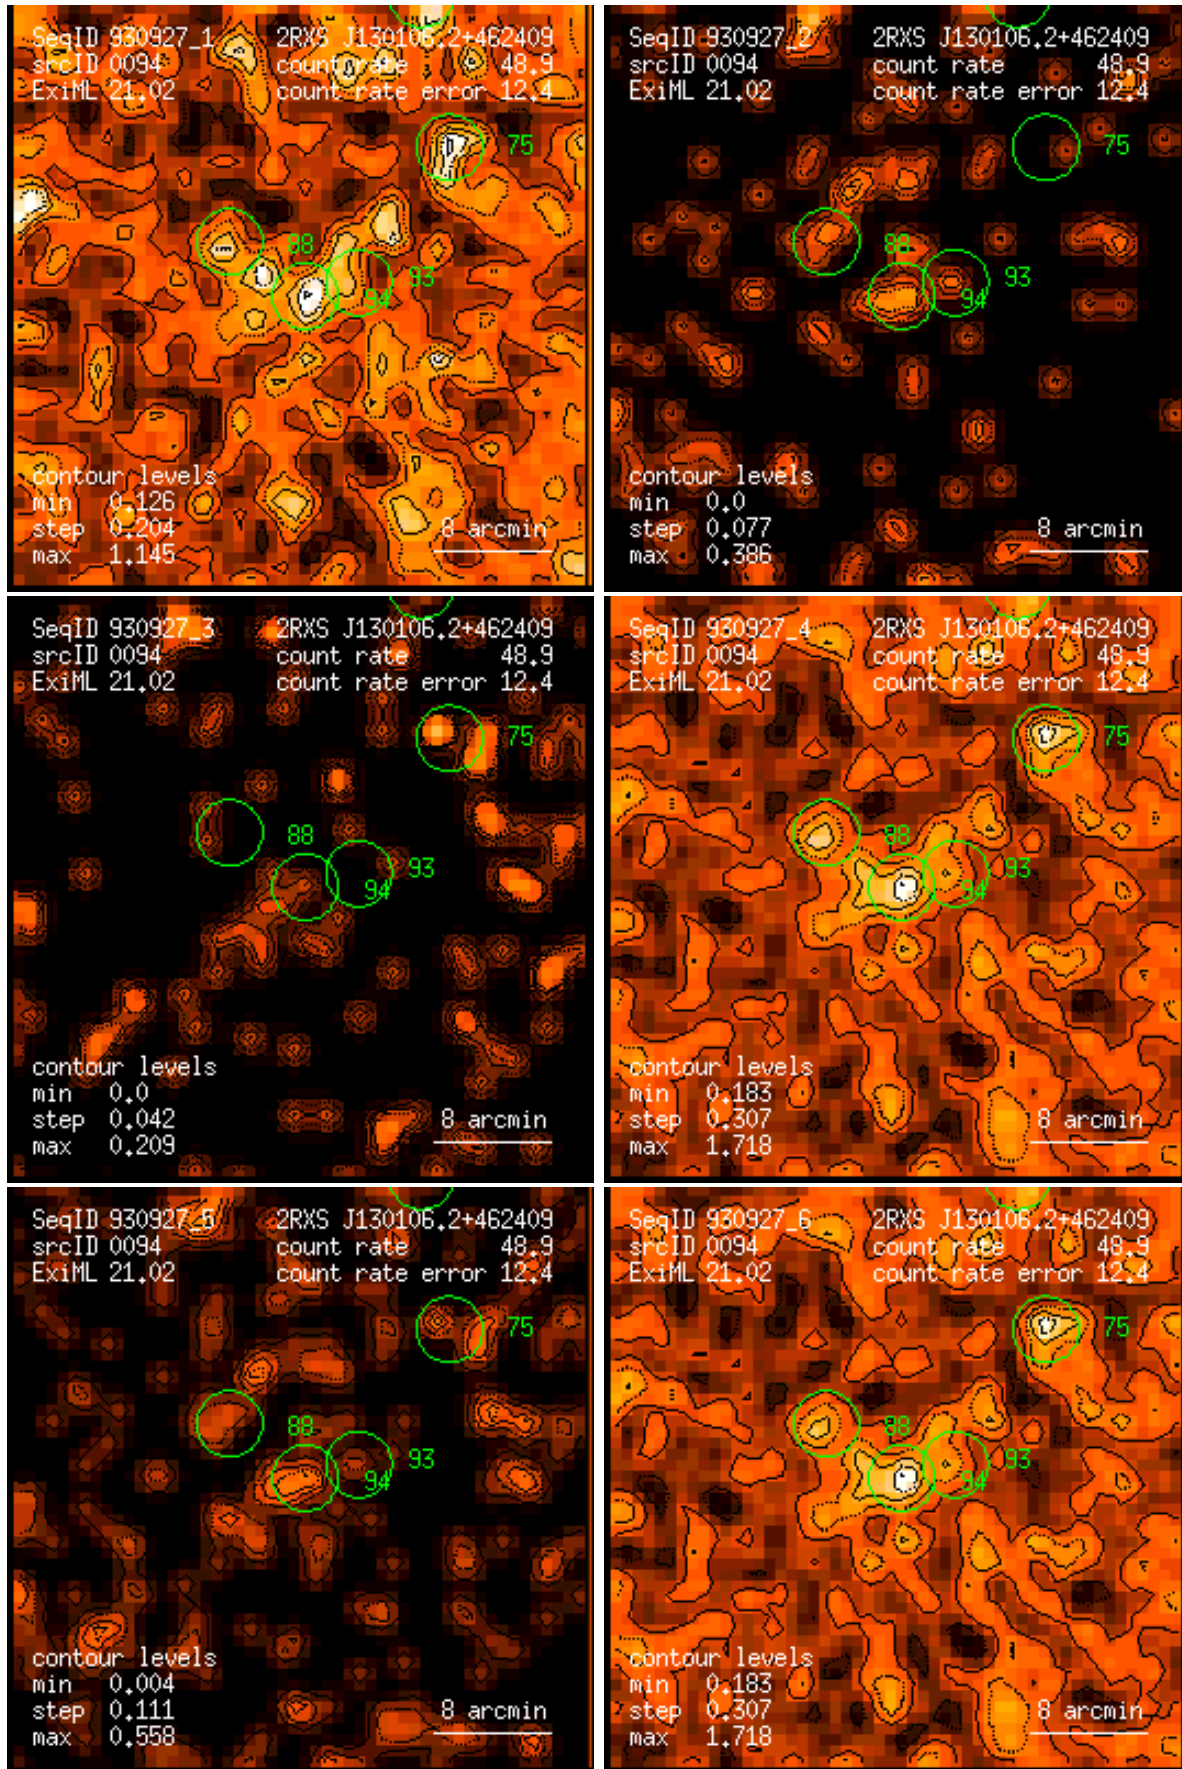 SeqID 930927_1 2RXS J130106.2+462409
srcID 0094 count rate 48.9
ExiML 21.02 count rate error 12.4
75
88
93
94
contour levels
min 0.126
step 0.204 8 arcmin
max 1.145
SeqID 930927_2 2RXS J130106.2+462409
srcID 0094 count rate 48.9
ExiML 21.02 count rate error 12.4
75
88
93
94
contour levels
min 0.0
step 0.077 8 arcmin
max 0.386
SeqID 930927_3 2RXS J130106.2+462409
srcID 0094 count rate 48.9
ExiML 21.02 count rate error 12.4
75
88
93
94
contour levels
min 0.0
step 0.042 8 arcmin
max 0.209
SeqID 930927_4 2RXS J130106.2+462409
srcID 0094 count rate 48.9
ExiML 21.02 count rate error 12.4
75
88
93
94
contour levels
min 0.183
step 0.307 8 arcmin
max 1.718
SeqID 930927_5 2RXS J130106.2+462409
srcID 0094 count rate 48.9
ExiML 21.02 count rate error 12.4
75
88
93
94
contour levels
min 0.004
step 0.111 8 arcmin
max 0.558
SeqID 930927_6 2RXS J130106.2+462409
srcID 0094 count rate 48.9
ExiML 21.02 count rate error 12.4
75
88
93
94
contour levels
min 0.183
step 0.307 8 arcmin
max 1.718